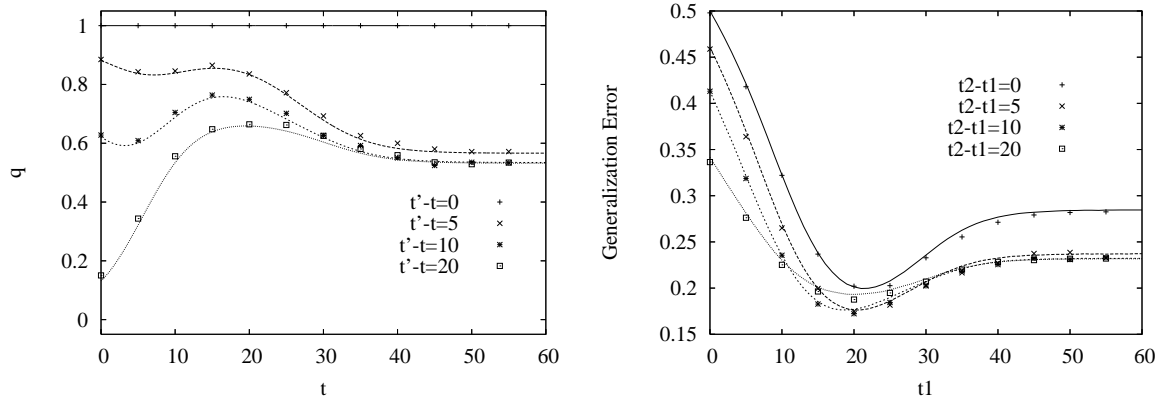 1
0.8
0.6
0.4
0.2
0
q
0 10 20 30 40 50 60
t
t'-t=0
t'-t=5
t'-t=10
t'-t=20
0.5
0.45
0.4
0.35
0.3
0.25
0.2
0.15
Generalization Error
0 10 20 30 40 50 60
t1
t2-t1=0
t2-t1=5
t2-t1=10
t2-t1=20